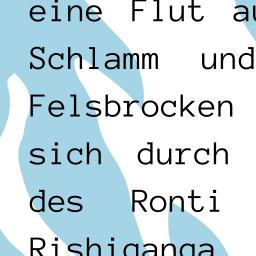 eine Flut au
Schlamm und
Felsbrocken
sich durch
des Ronti
Rishiganga